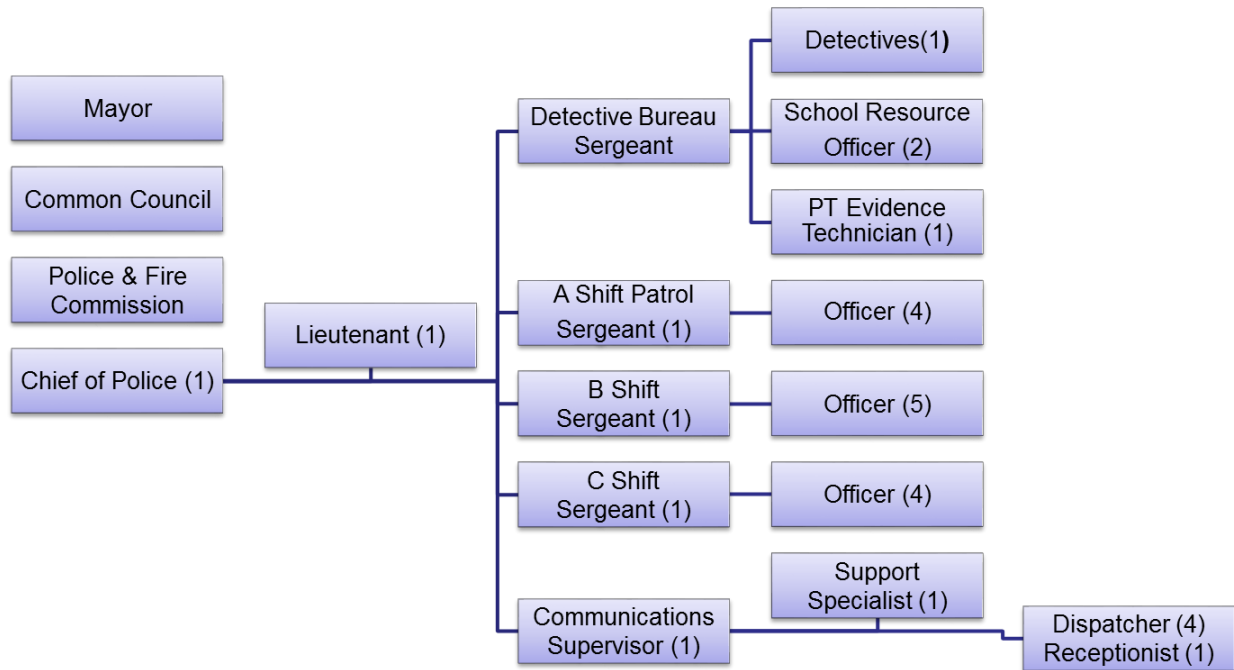 Mayor
Common Council
Police & Fire
Commission
Chief of Police (1)
Lieutenant (1)
Detective Bureau
Sergeant
Detectives(1)
School Resource
Officer (2)
PT Evidence
Technician (1)
A Shift Patrol
Sergeant (1)
Officer (4)
B Shift
Sergeant (1)
Officer (5)
C Shift
Sergeant (1)
Officer (4)
Communications
Supervisor (1)
Support
Specialist (1)
Dispatcher (4)
Receptionist (1)